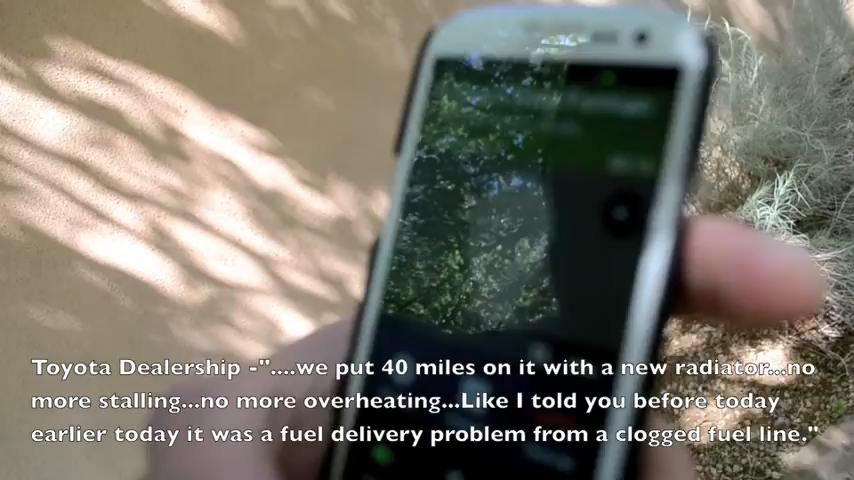 Toyota Dealership -"....we put 40 miles on it with a new radiator...no
more stalling...no more overheating...Like I told you before today
earlier today it was a fuel delivery problem from a clogged fuel line."